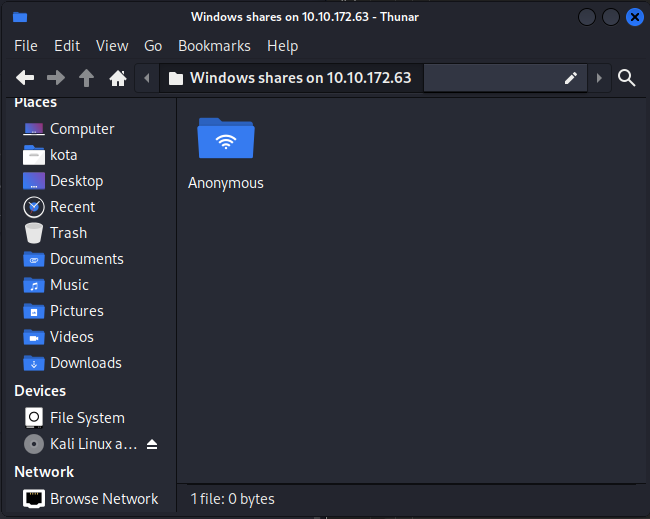 Windows shares on 10.10.172.63 - Thunar
File Edit View Go Bookmarks Help
Windows shares on 10.10.172.63
Places
Computer
kota
Desktop
Recent
Trash
Documents
Music
Pictures
Videos
Downloads
Devices
File System
Kali Linux a...
Network
Browse Network
Anonymous
1 file: 0 bytes